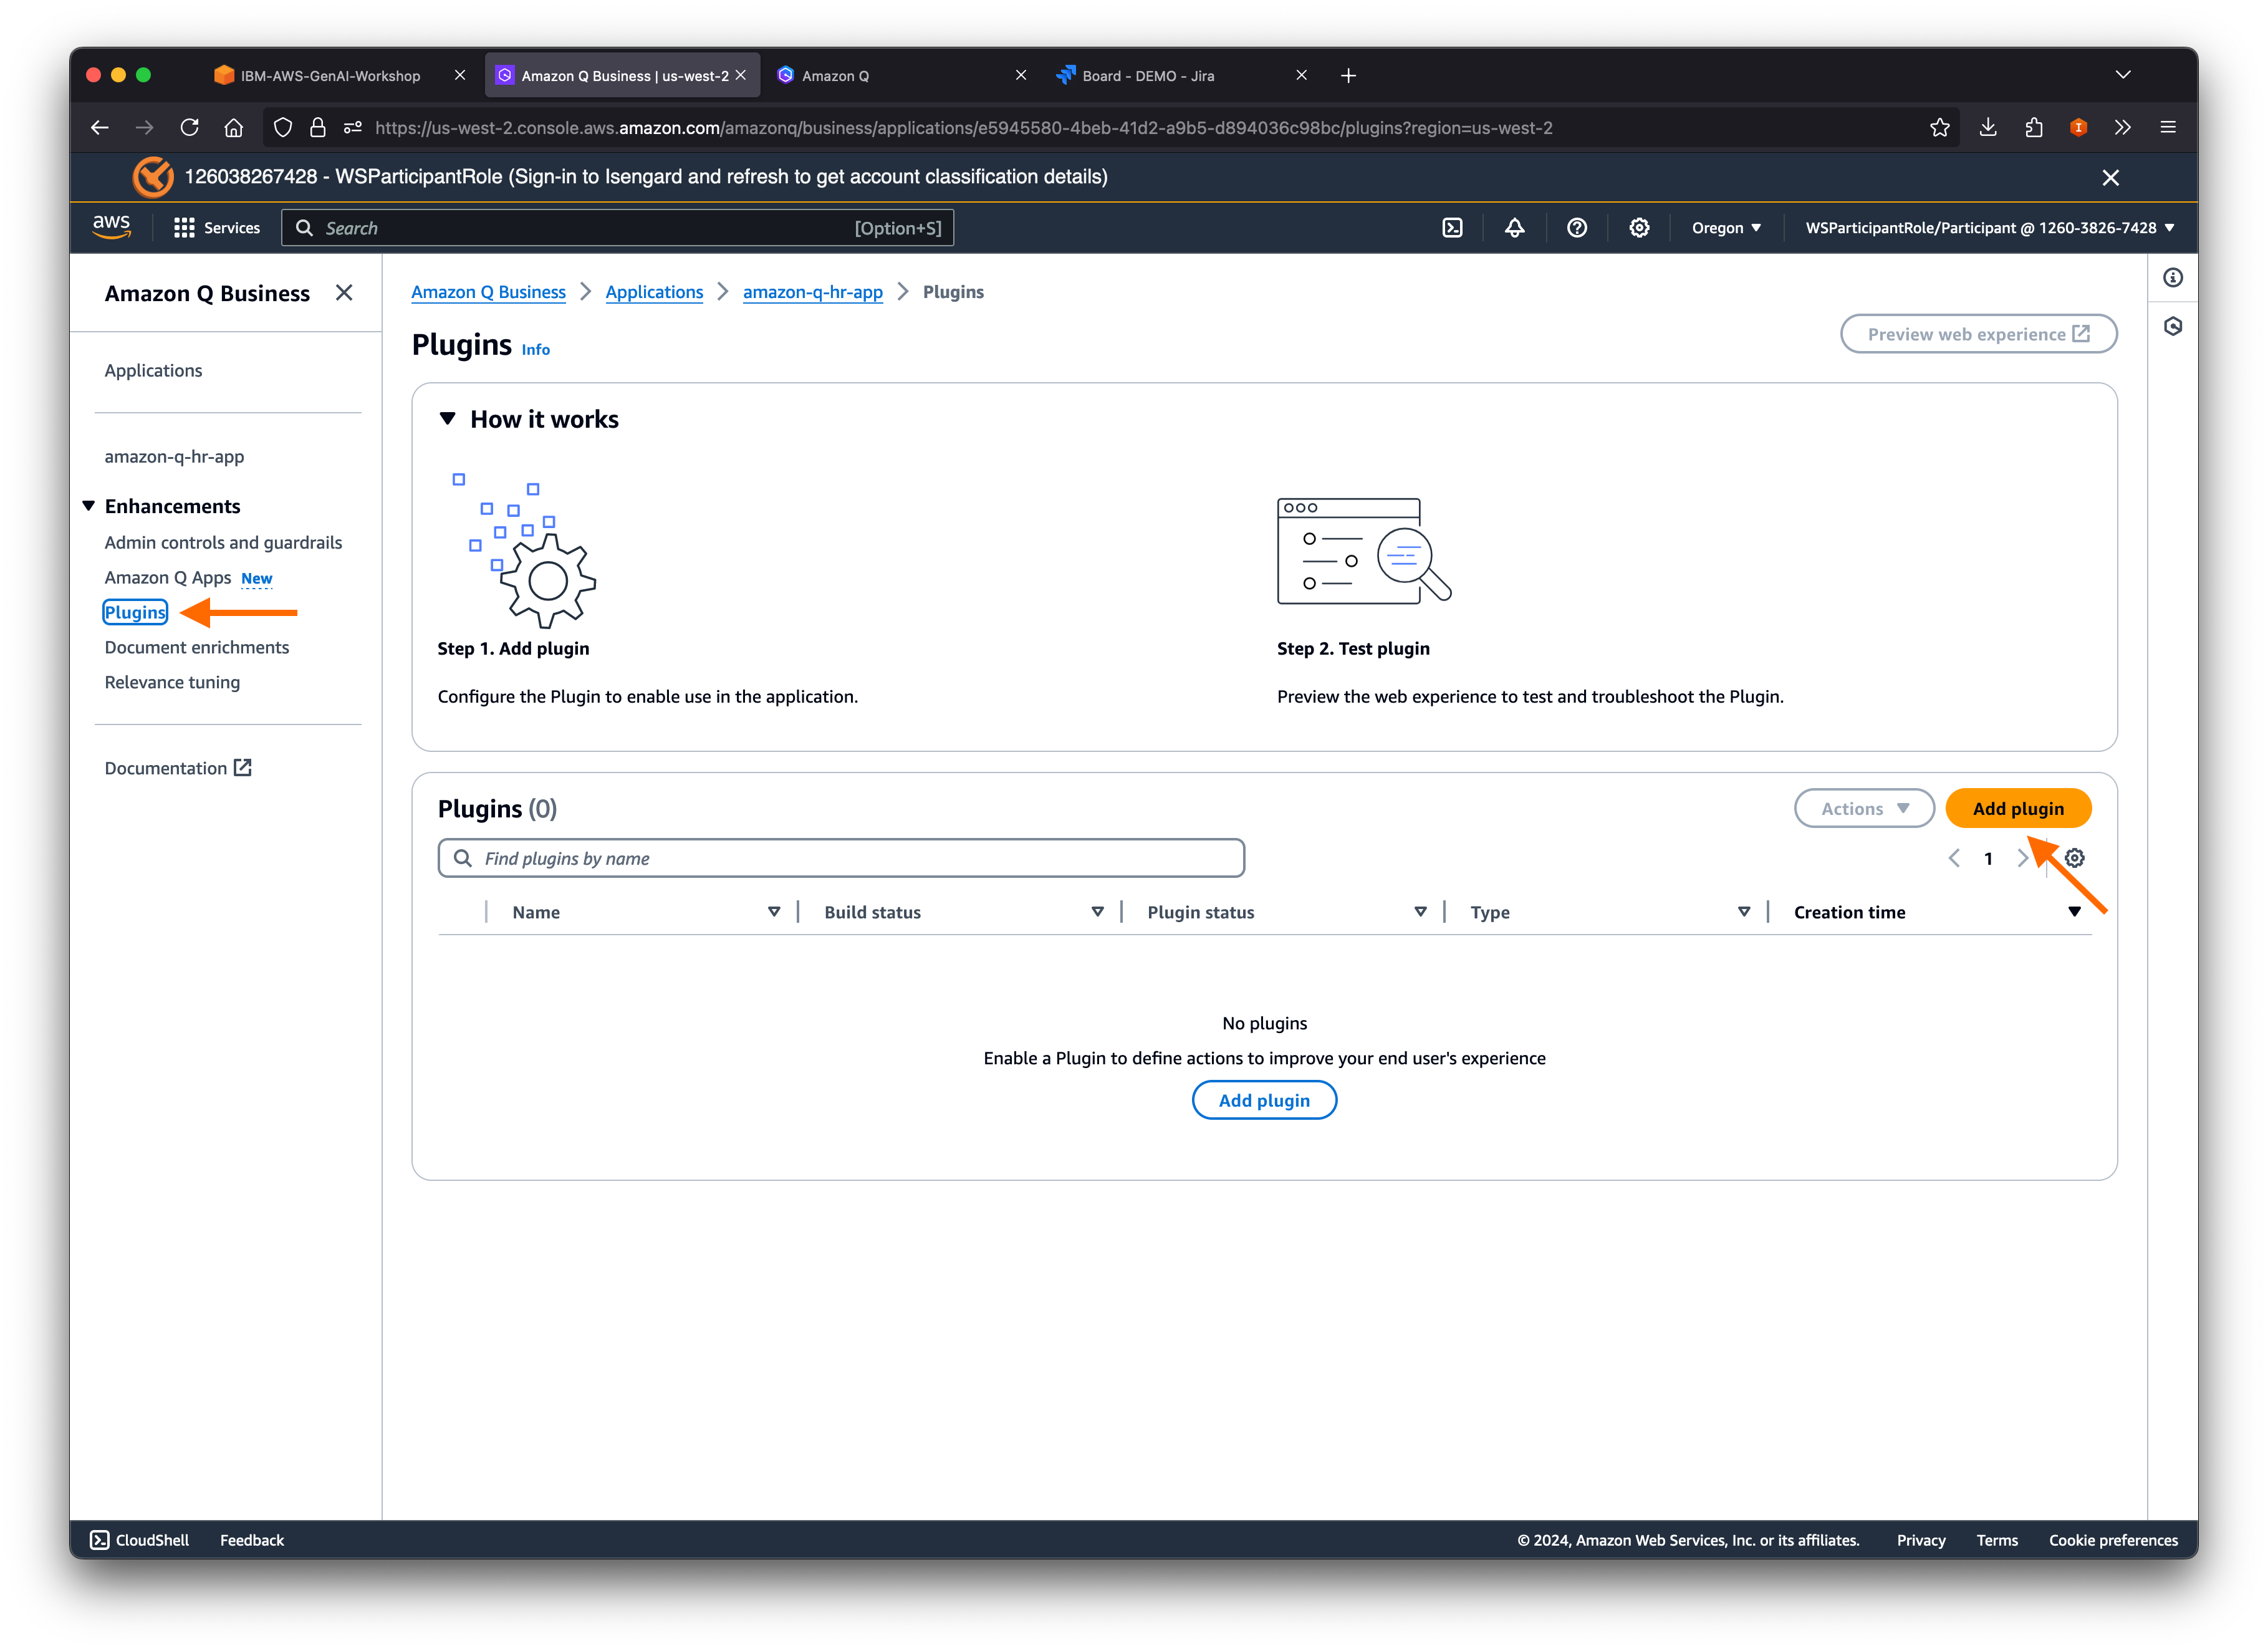 IBM-AWS-GenAI-Workshop
Amazon Q Business | us-west-2
Amazon Q
Board - DEMO - Jira
https://us-west-2.console.aws.amazon.com/amazonq/business/applications/e5945580-4beb-41d2-a9b5-d894036c98bc/plugins?region=us-west-2
126038267428 - WSParticipantRole (Sign-in to Isengard and refresh to get account classification details)
aws
Services
Search
[Option+S]
Oregon
WSParticipantRole/Participant @ 1260-3826-7428
Amazon Q Business
Applications
amazon-q-hr-app
Enhancements
Admin controls and guardrails
Amazon Q Apps New
Plugins
Document enrichments
Relevance tuning
Documentation
Amazon Q Business > Applications > amazon-q-hr-app > Plugins
Plugins Info
Preview web experience
How it works
Step 1. Add plugin
Configure the Plugin to enable use in the application.
Step 2. Test plugin
Preview the web experience to test and troubleshoot the Plugin.
Plugins (0)
Actions
Add plugin
Find plugins by name
1
Name
Build status
Plugin status
Type
Creation time
No plugins
Enable a Plugin to define actions to improve your end user's experience
Add plugin
CloudShell
Feedback
© 2024, Amazon Web Services, Inc. or its affiliates.
Privacy
Terms
Cookie preferences